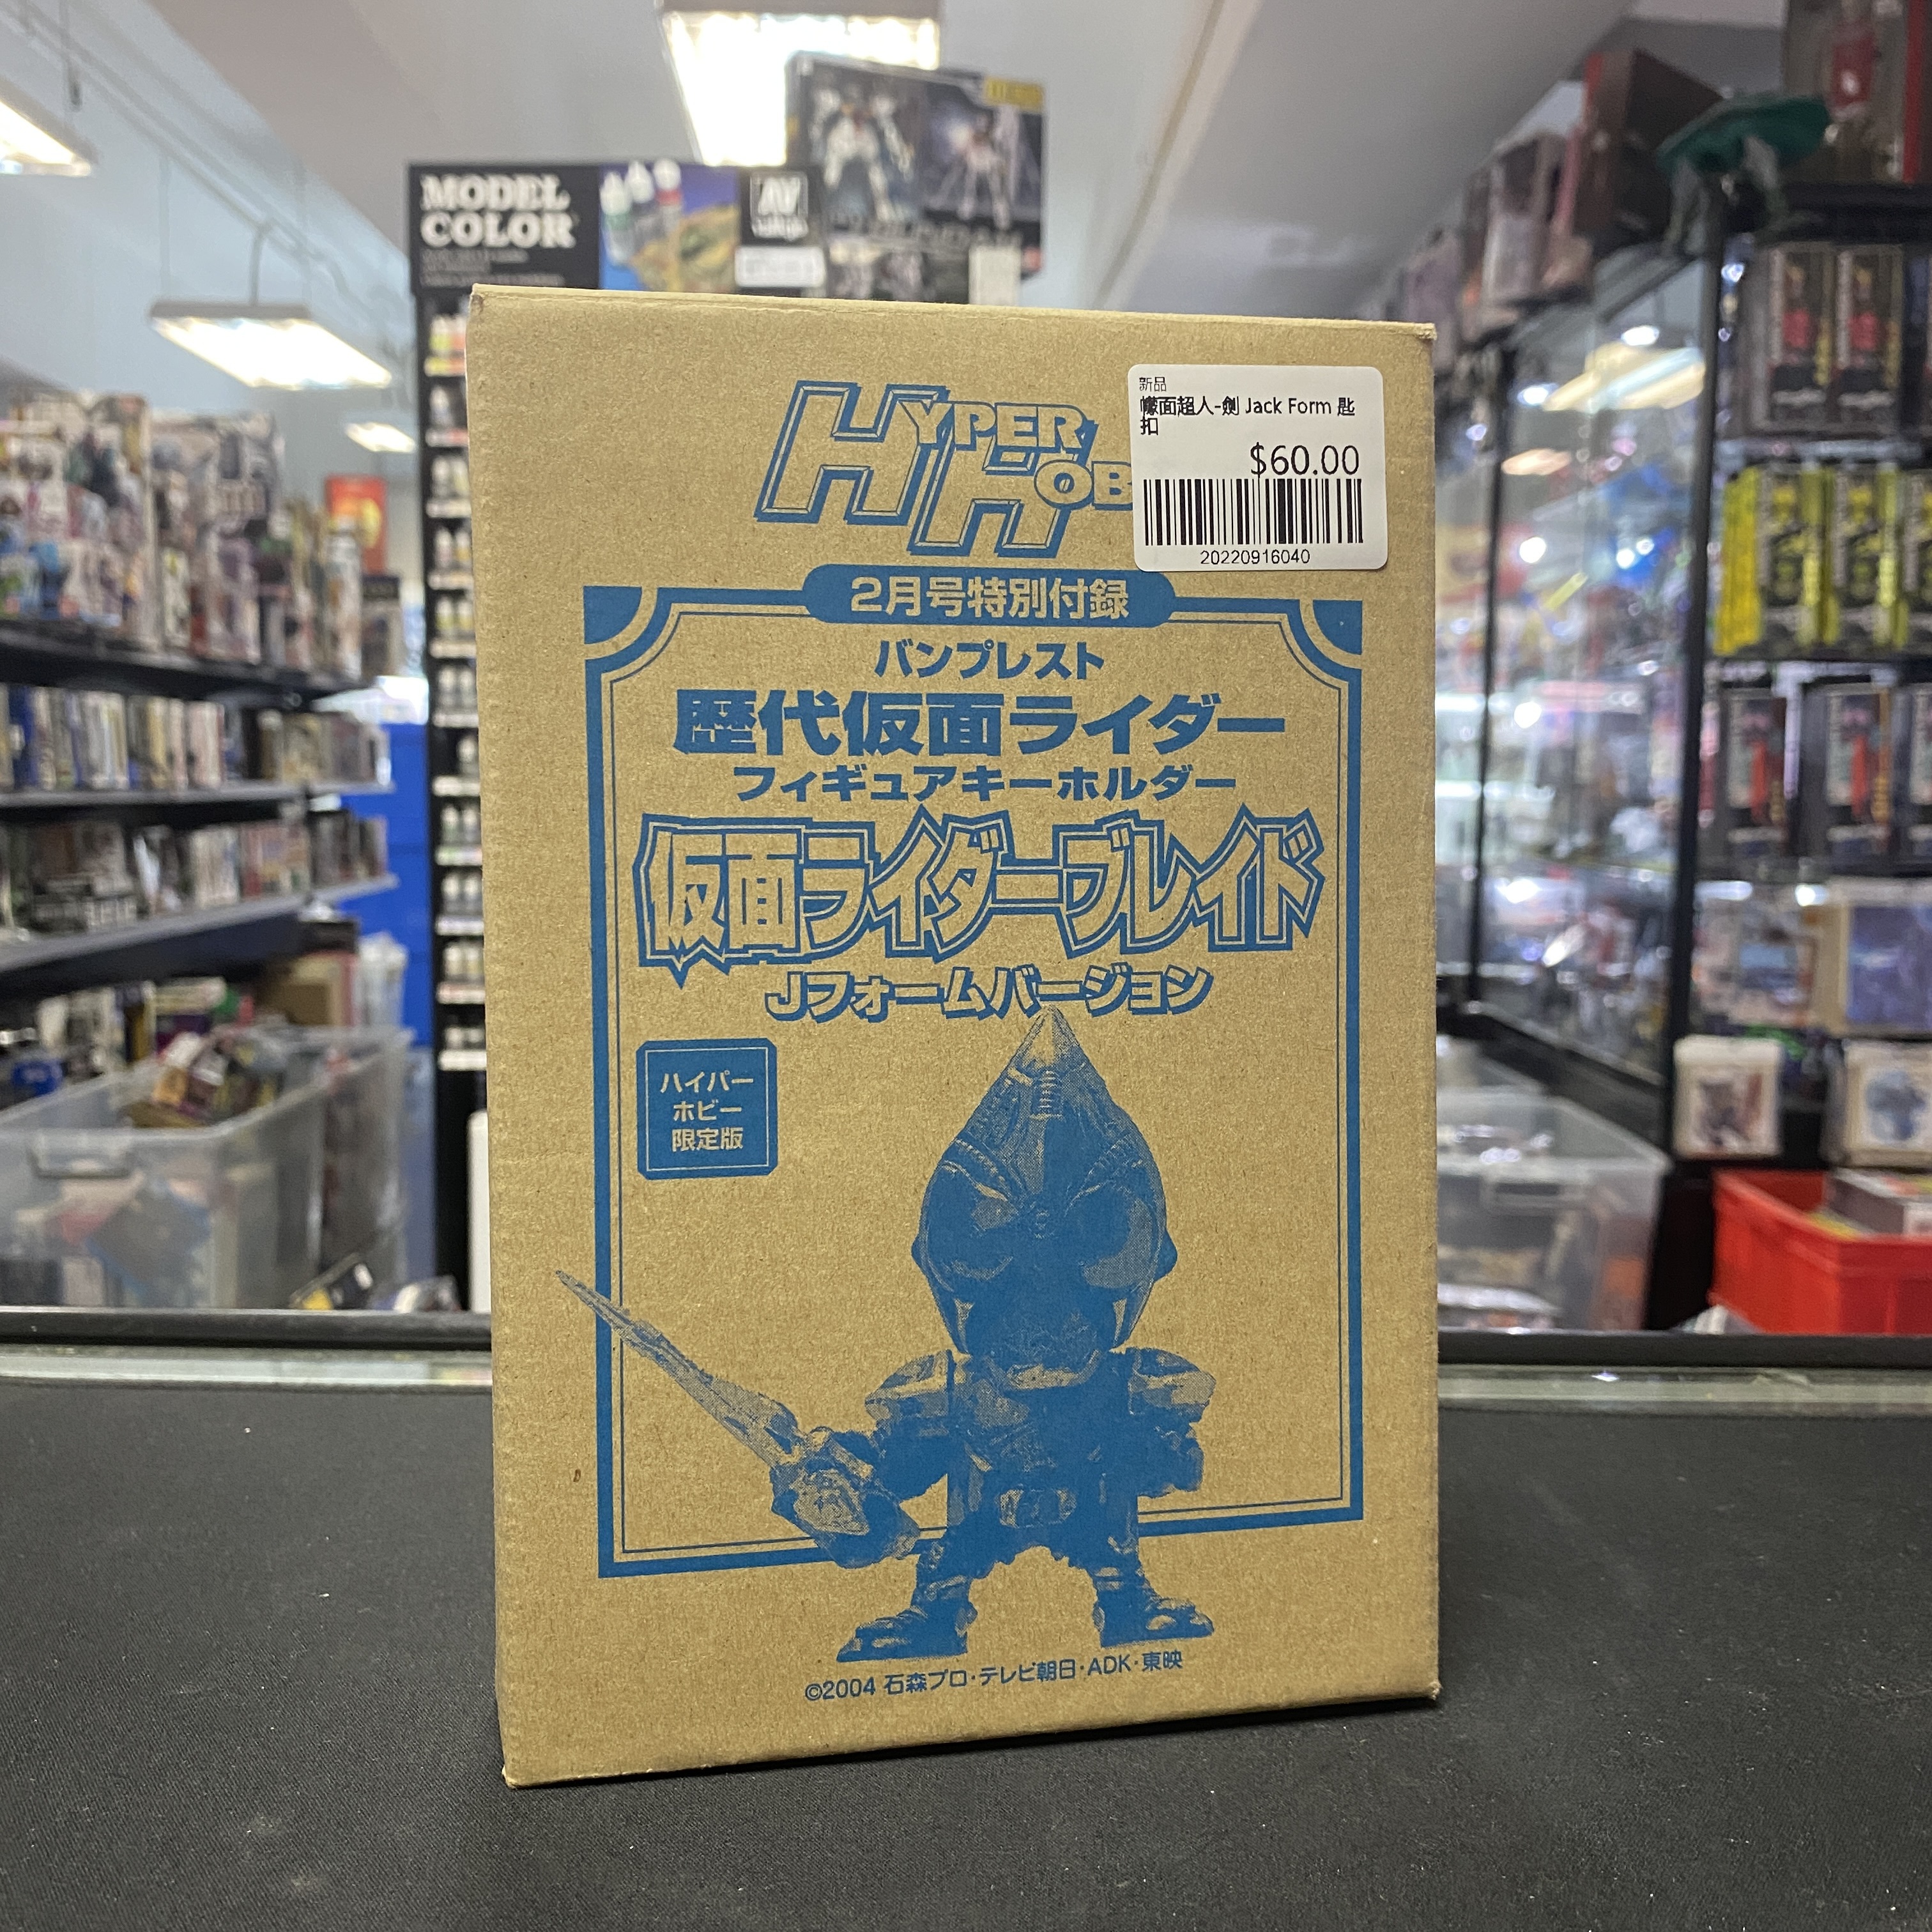 MODEL
COLOR
AV
新品
幪面超人-劍 Jack Form 匙
扣
$60.00
20220916040
HYPER
HOB
2月号特別付録
バンプレスト
歴代仮面ライダー
フィギュアキーホルダー
仮面ライダーブレイド
Jフォームバージョン
ハイパー
ホビー
限定版
©2004 石森プロ・テレビ朝日・ADK・東映